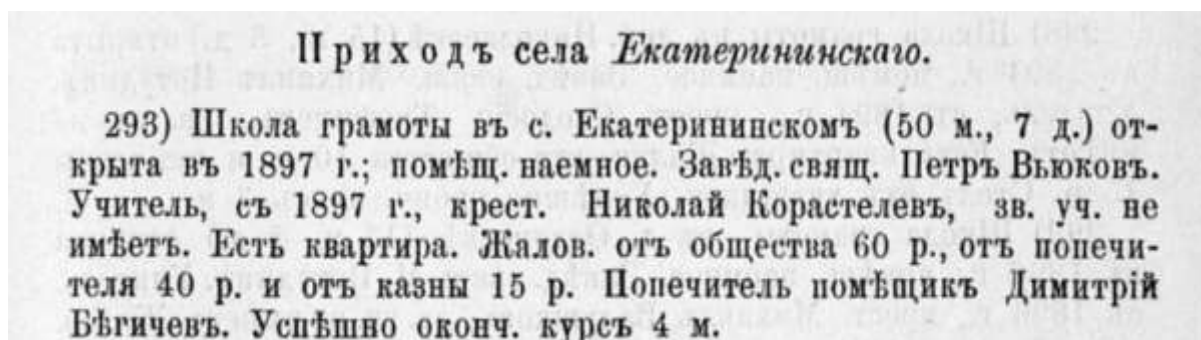 Приходъ села Екатерининскаго.
293) Школа грамоты въ с. Екатерининскомъ (50 м., 7 д.) от-
крыта въ 1897 г.; помѣщ. наемное. Завѣд. свящ. Петръ Вьюковъ.
Учитель, съ 1897 г., крест. Николай Корастелевъ, зв. уч. не
имѣетъ. Есть квартира. Жалов. отъ общества 60 р., отъ попечи-
теля 40 р. и отъ казны 15 р. Попечитель помѣщикъ Димитрій
Бѣгичевъ. Успѣшно оконч. курсъ 4 м.